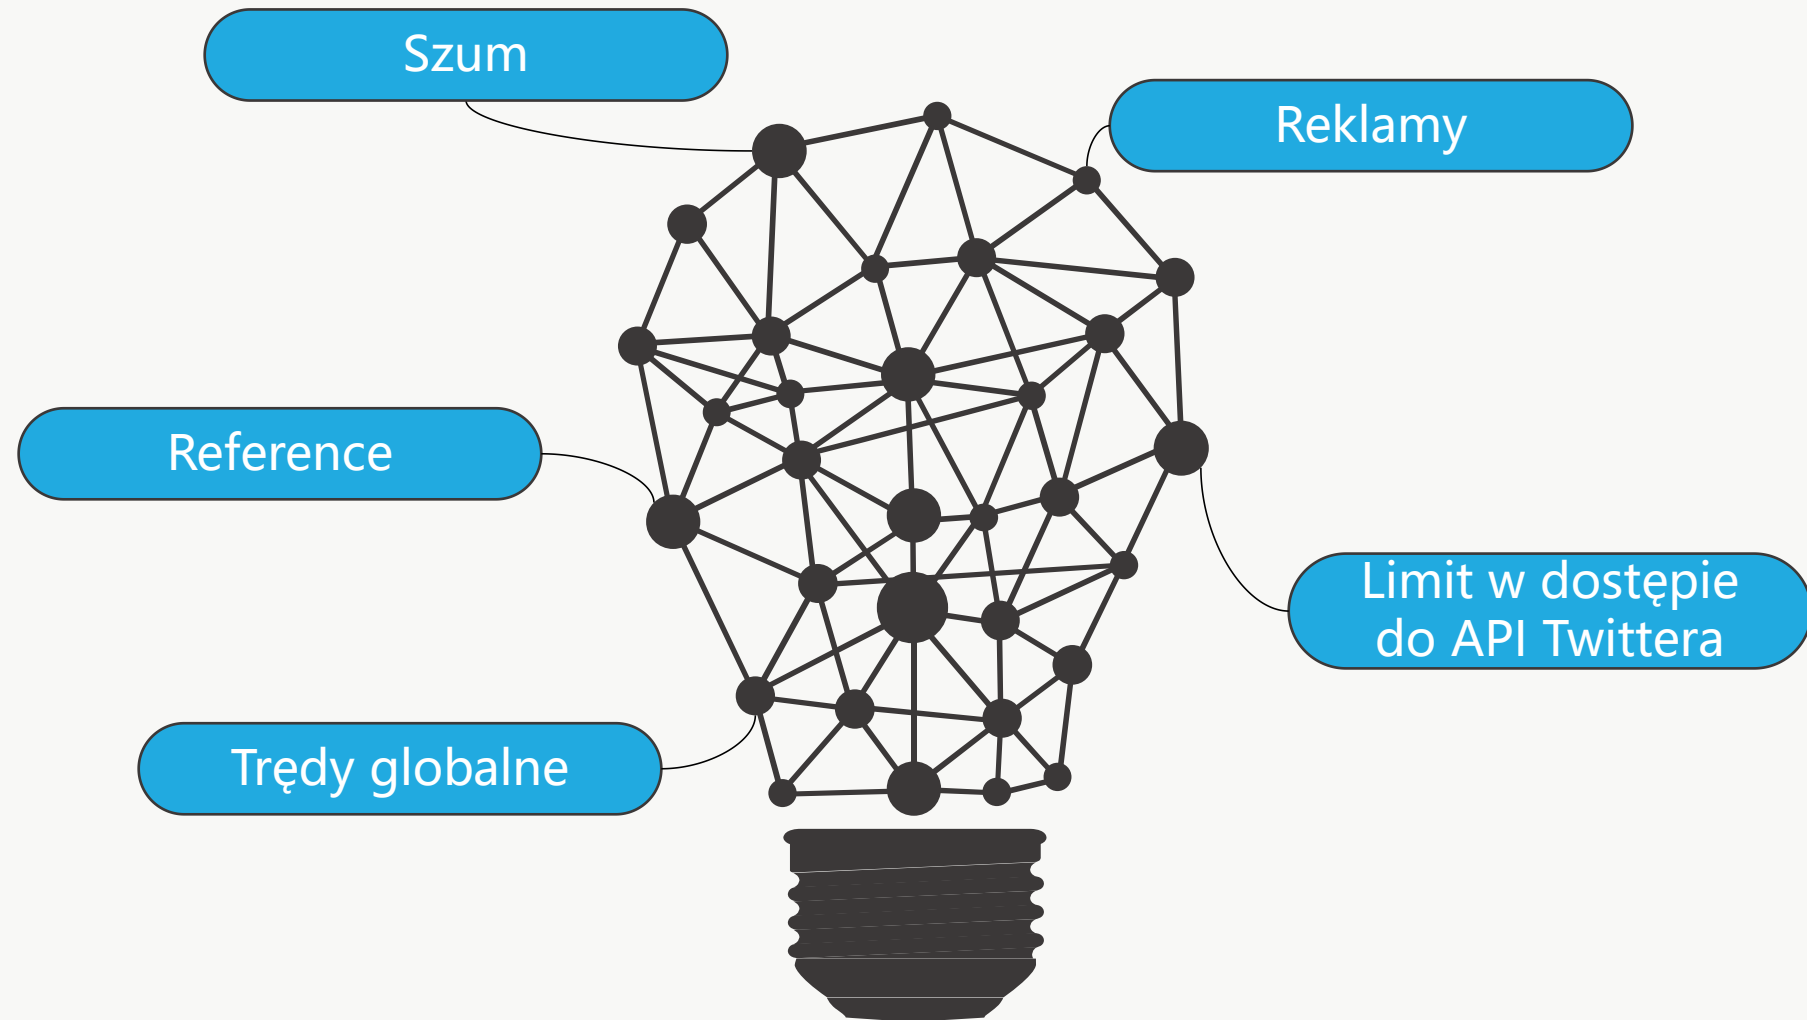 Szum
Reklamy
Reference
Limit w dostępie
do API Twittera
Trędy globalne